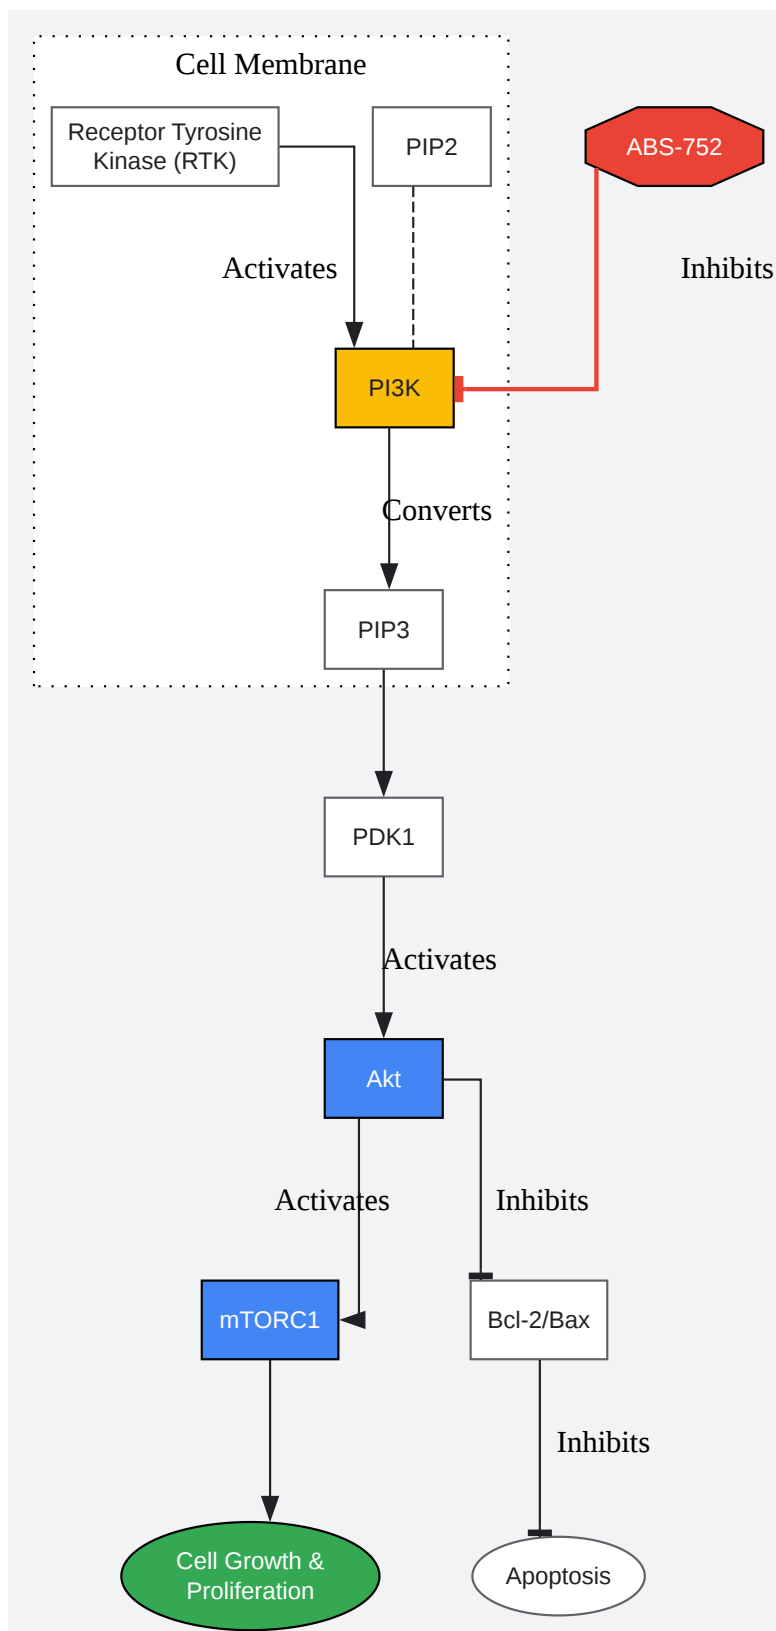 Cell Membrane
Receptor Tyrosine
Kinase (RTK)
PIP2
ABS-752
Activates
Inhibits
PI3K
Converts
PIP3
PDK1
Activates
Akt
Activates
Inhibits
mTORC1
Bcl-2/Bax
Inhibits
Cell Growth &
Proliferation
Apoptosis